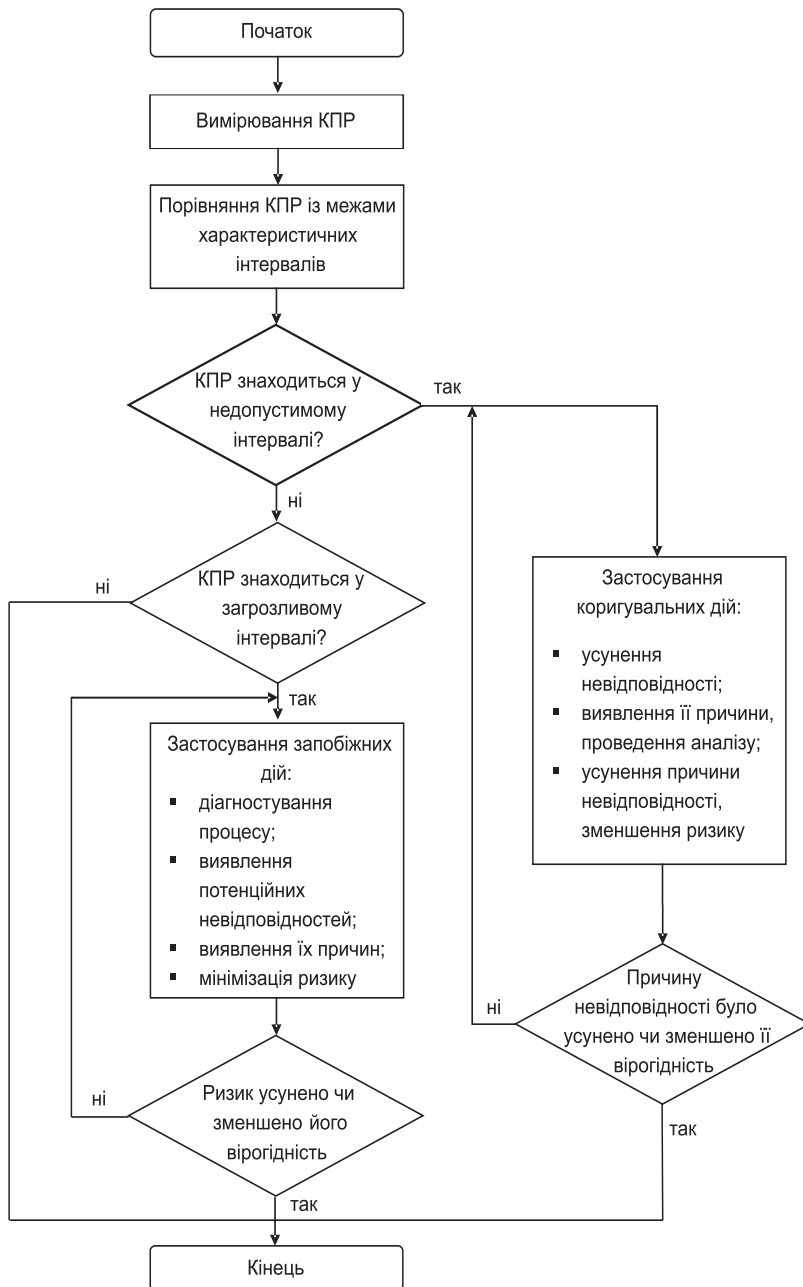 Початок
Вимірювання КПР
Порівняння КПР із межами
характеристичних
інтервалів
КПР знаходиться у
недопустимому
інтервалі?
так
ні
КПР знаходиться у
загрозливому
інтервалі?
ні
так
Застосування запобіжних
дій:
▪ діагностування
процесу;
▪ виявлення
потенційних
невідповідностей;
▪ виявлення їх причин;
▪ мінімізація ризику
Ризик усунено чи
зменшено його
вірогідність
ні
так
Застосування
коригувальних дій:
▪ усунення
невідповідності;
▪ виявлення її причини,
проведення аналізу;
▪ усунення причини
невідповідності,
зменшення ризику
Причину
невідповідності було
усунено чи зменшено її
вірогідність
ні
так
Кінець